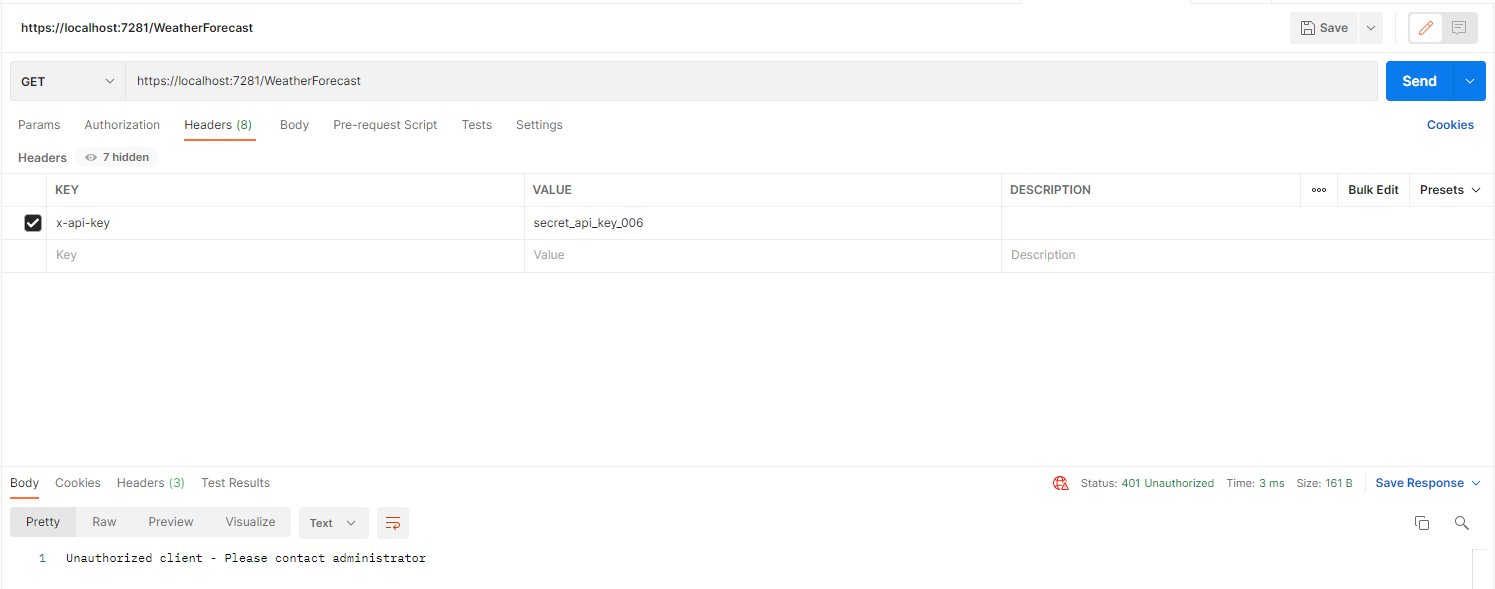 https://localhost:7281/WeatherForecast Save
GET https://localhost:7281/WeatherForecast Send
Params Authorization Headers (8) Body Pre-request Script Tests Settings Cookies
Headers 7 hidden
KEY VALUE DESCRIPTION Bulk Edit Presets
x-api-key secret_api_key_006
Key Value Description
Body Cookies Headers (3) Test Results Status: 401 Unauthorized Time: 3 ms Size: 161 B Save Response
Pretty Raw Preview Visualize Text
1 Unauthorized client - Please contact administrator